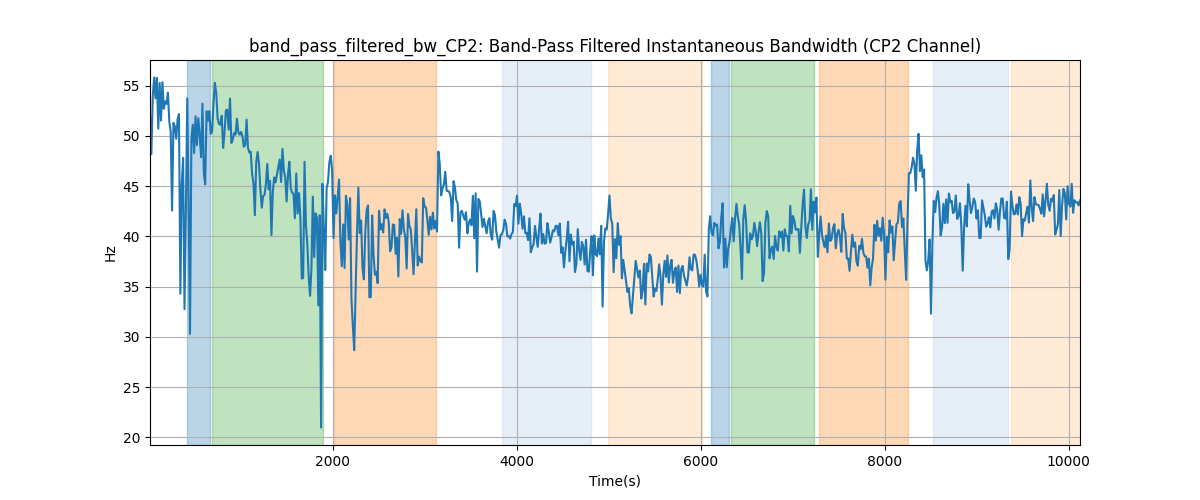 band_pass_filtered_bw_CP2: Band-Pass Filtered Instantaneous Bandwidth (CP2 Channel)
55
50
45
40
35
30
25
20
Hz
2000 4000 6000 8000 10000
Time(s)